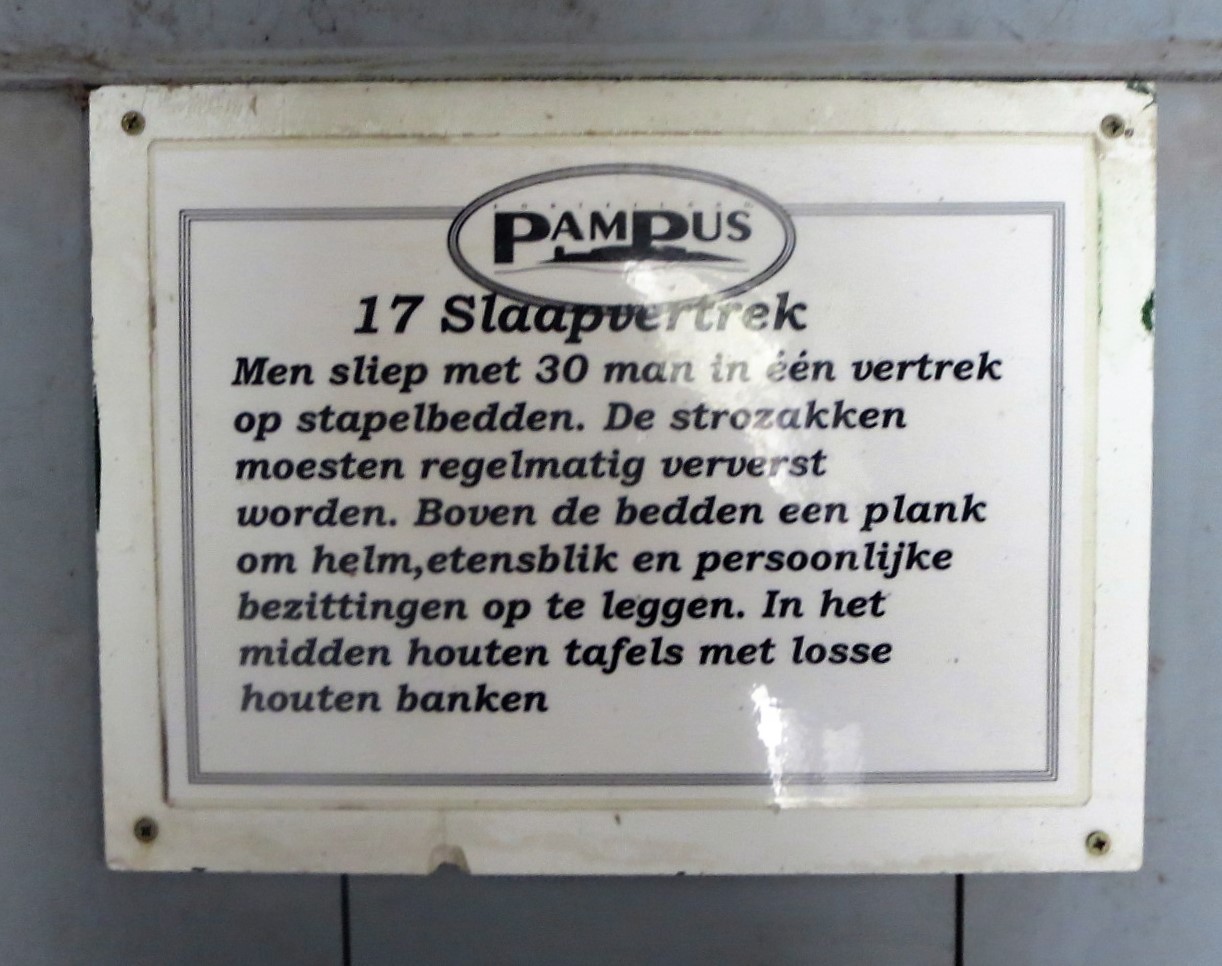 PAMPUS
17 Slaapvertrek
Men sliep met 30 man in één vertrek
op stapelbedden. De strozakken
moesten regelmatig ververst
worden. Boven de bedden een plank
om helm,etensblik en persoonlijke
bezittingen op te leggen. In het
midden houten tafels met losse
houten banken